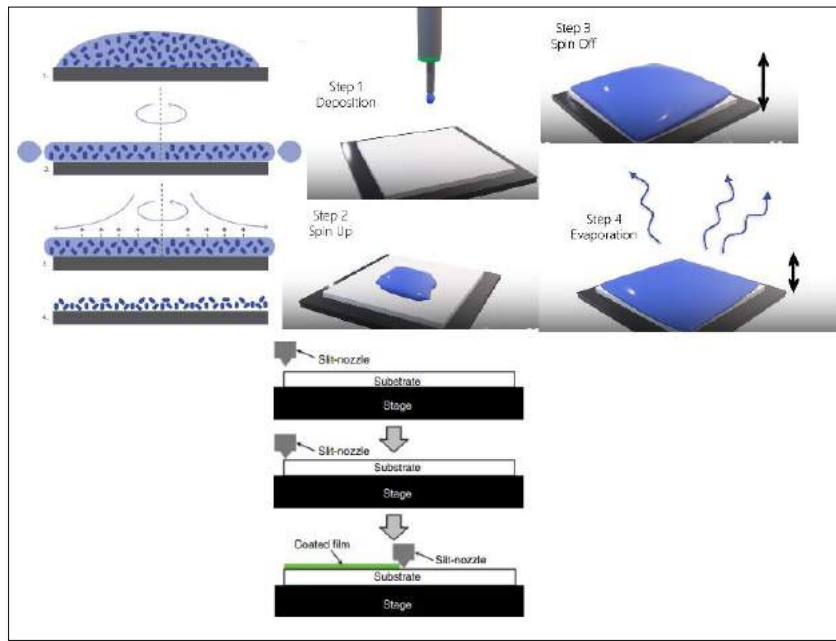 1.
2.
3.
4.
Step 1
Deposition
Step 2
Spin Up
Step 3
Spin Off
Step 4
Evaporation
Slit-nozzle
Substrate
Stage
Slit-nozzle
Substrate
Stage
Coated film
Slit-nozzle
Substrate
Stage